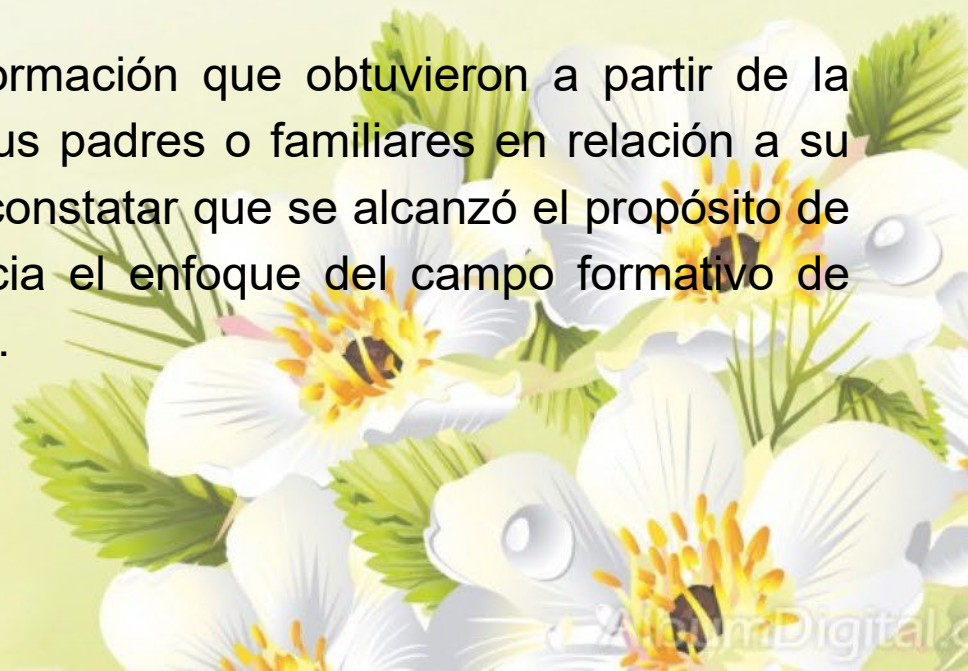 ormación que obtuvieron a partir de la
us padres o familiares en relación a su
constatar que se alcanzó el propósito de
cia el enfoque del campo formativo de
.
AlbumDigital.c